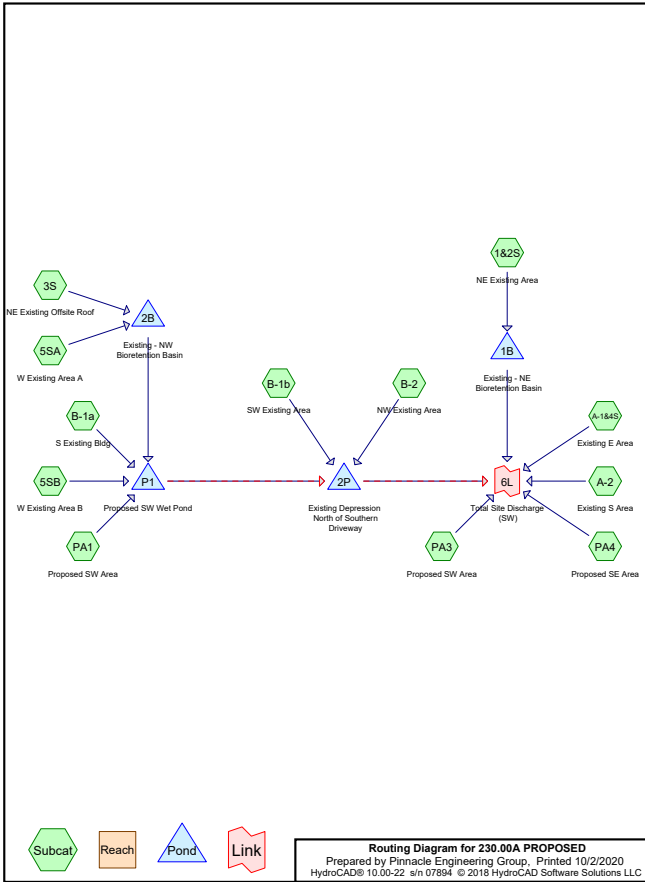 1&2S
NE Existing Area
3S
NE Existing Offsite Roof
2B
Existing - NW
Bioretention Basin
5SA
W Existing Area A
1B
Existing - NE
Bioretention Basin
B-1b
SW Existing Area
B-2
NW Existing Area
B-1a
S Existing Bldg
A-1&4S
Existing E Area
5SB
W Existing Area B
P1
Proposed SW Wet Pond
2P
Existing Depression
North of Southern
Driveway
6L
Total Site Discharge
(SW)
A-2
Existing S Area
PA1
Proposed SW Area
PA3
Proposed SW Area
PA4
Proposed SE Area
Subcat
Reach
Pond
Link
Routing Diagram for 230.00A PROPOSED
Prepared by Pinnacle Engineering Group, Printed 10/2/2020
HydroCAD® 10.00-22 s/n 07894 © 2018 HydroCAD Software Solutions LLC